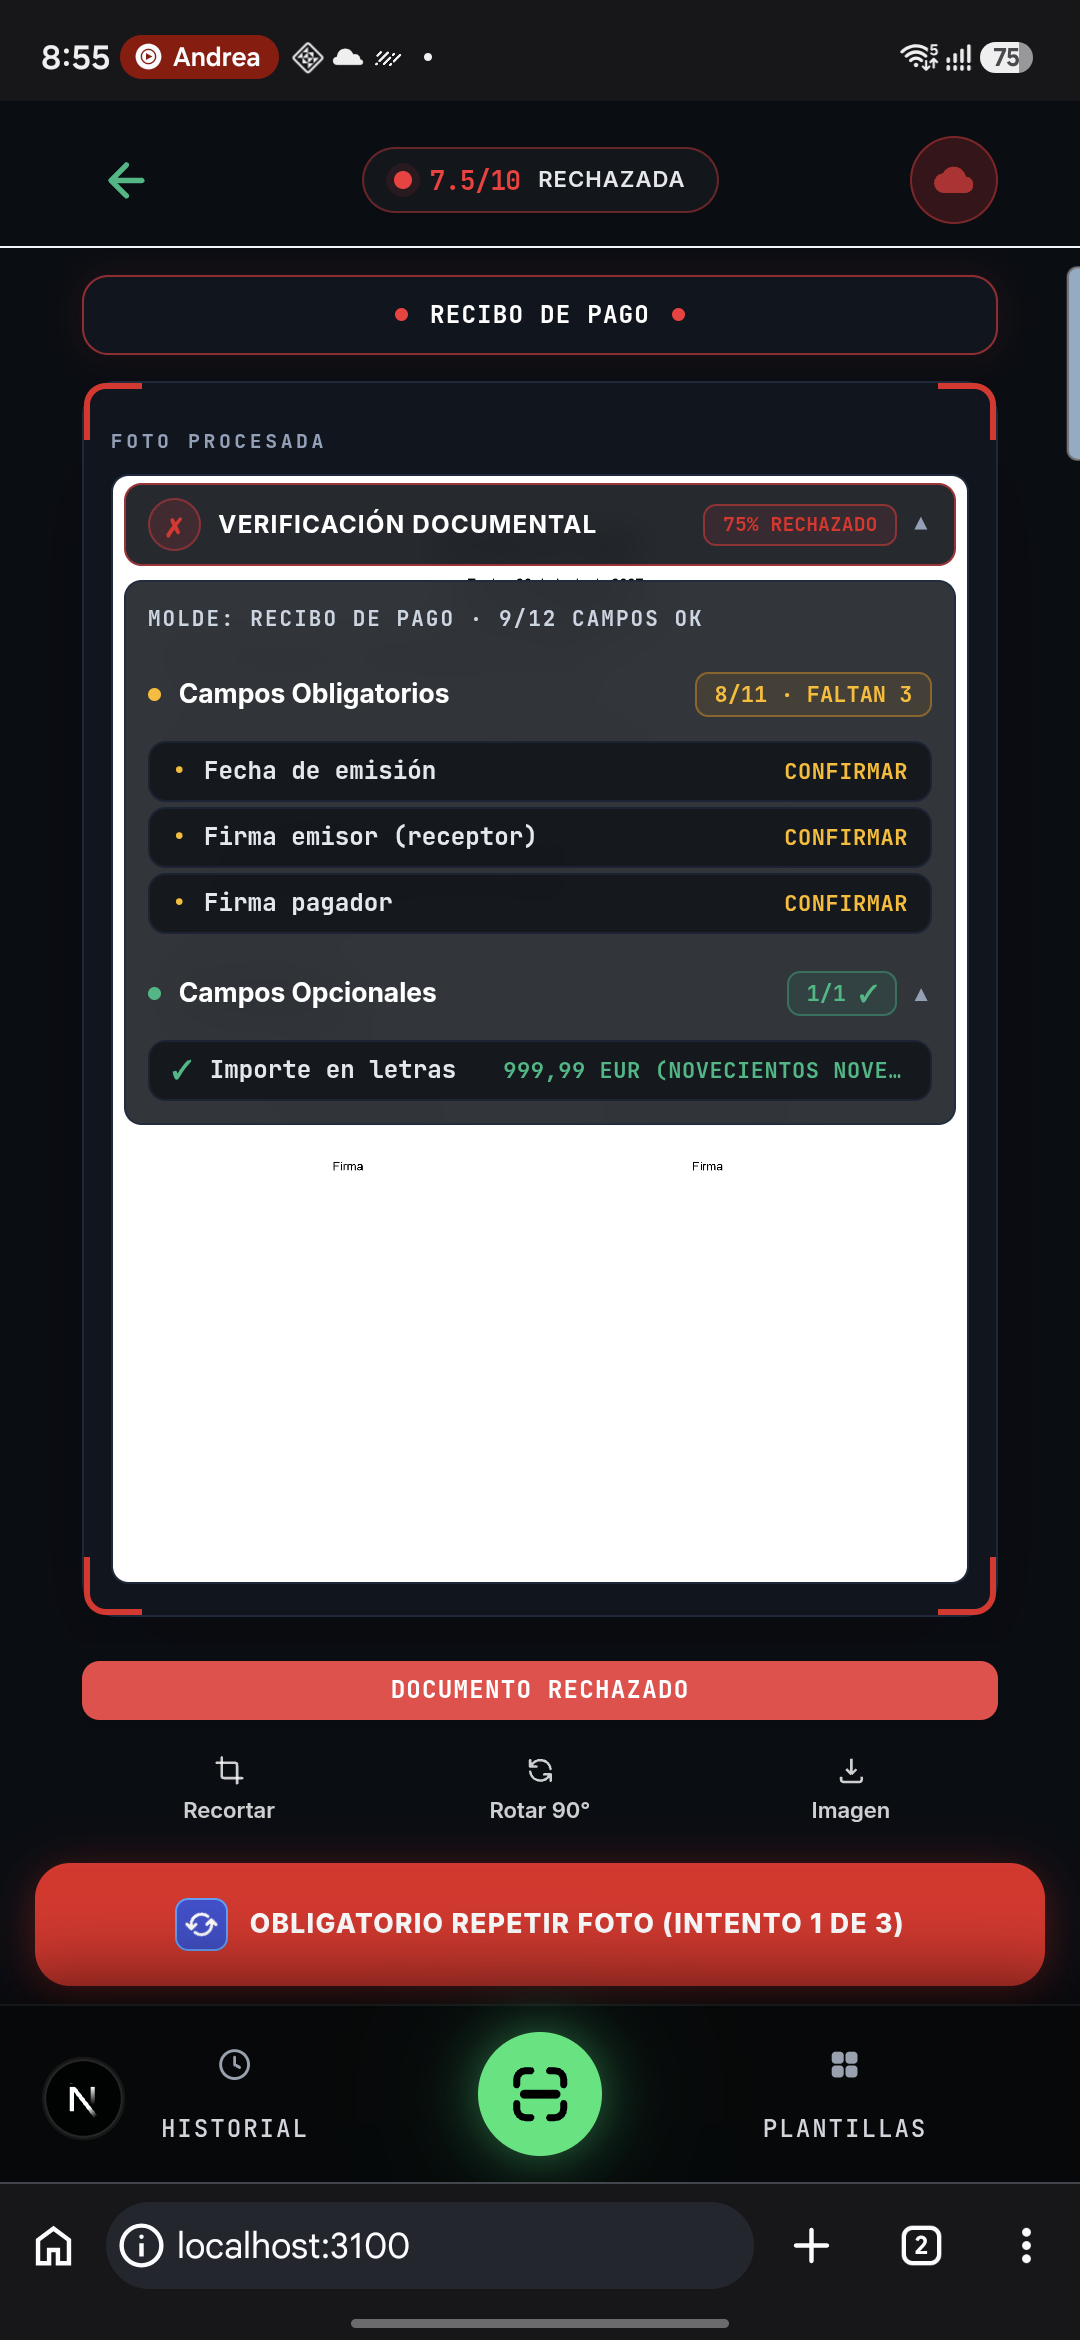 8:55 Andrea 5 75
7.5/10 RECHAZADA
RECIBO DE PAGO
FOTO PROCESADA
✗ VERIFICACIÓN DOCUMENTAL 75% RECHAZADO ▲
MOLDE: RECIBO DE PAGO · 9/12 CAMPOS OK
Campos Obligatorios 8/11 · FALTAN 3
• Fecha de emisión CONFIRMAR
• Firma emisor (receptor) CONFIRMAR
• Firma pagador CONFIRMAR
Campos Opcionales 1/1 ✓ ▲
✓ Importe en letras 999,99 EUR (NOVECIENTOS NOVE…
Firma Firma
DOCUMENTO RECHAZADO
Recortar Rotar 90° Imagen
OBLIGATORIO REPETIR FOTO (INTENTO 1 DE 3)
N HISTORIAL PLANTILLAS
localhost:3100 2